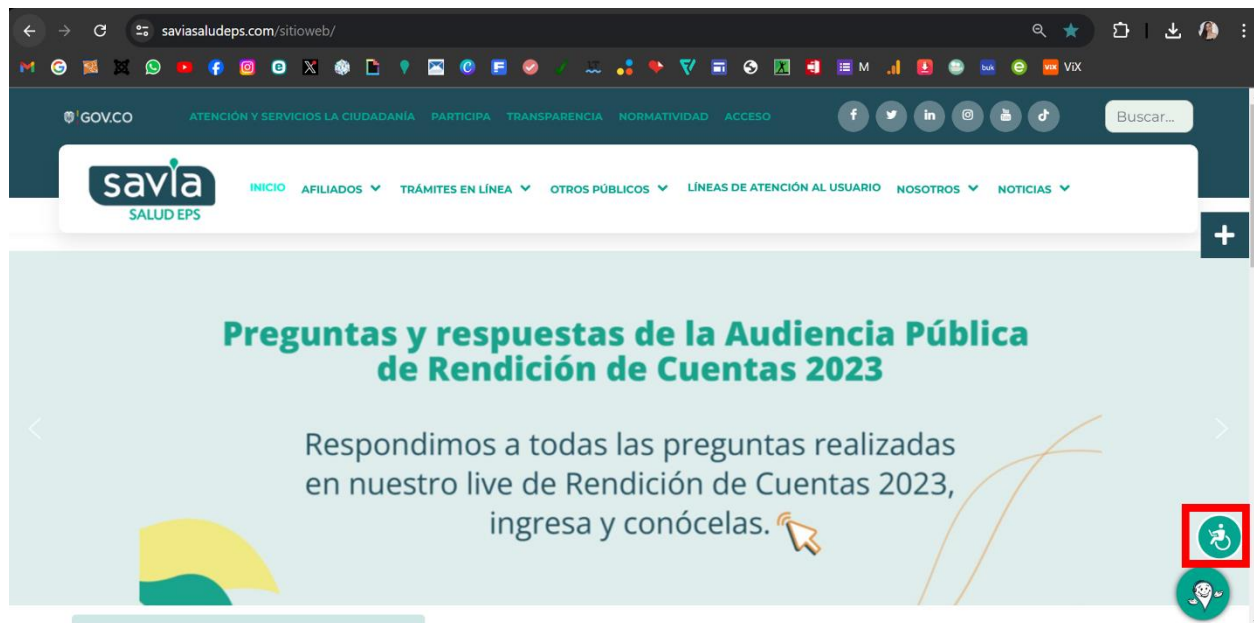 saviasaludeps.com/sitioweb/
M
buk
ViX
ViX
GOV.CO
ATENCIÓN Y SERVICIOS LA CIUDADANÍA PARTICIPA TRANSPARENCIA NORMATIVIDAD ACCESO
Buscar...
savia
SALUD EPS
INICIO AFILIADOS TRÁMITES EN LÍNEA OTROS PÚBLICOS LÍNEAS DE ATENCIÓN AL USUARIO NOSOTROS NOTICIAS
+
Preguntas y respuestas de la Audiencia Pública
de Rendición de Cuentas 2023
Respondimos a todas las preguntas realizadas
en nuestro live de Rendición de Cuentas 2023,
ingresa y conócelas.